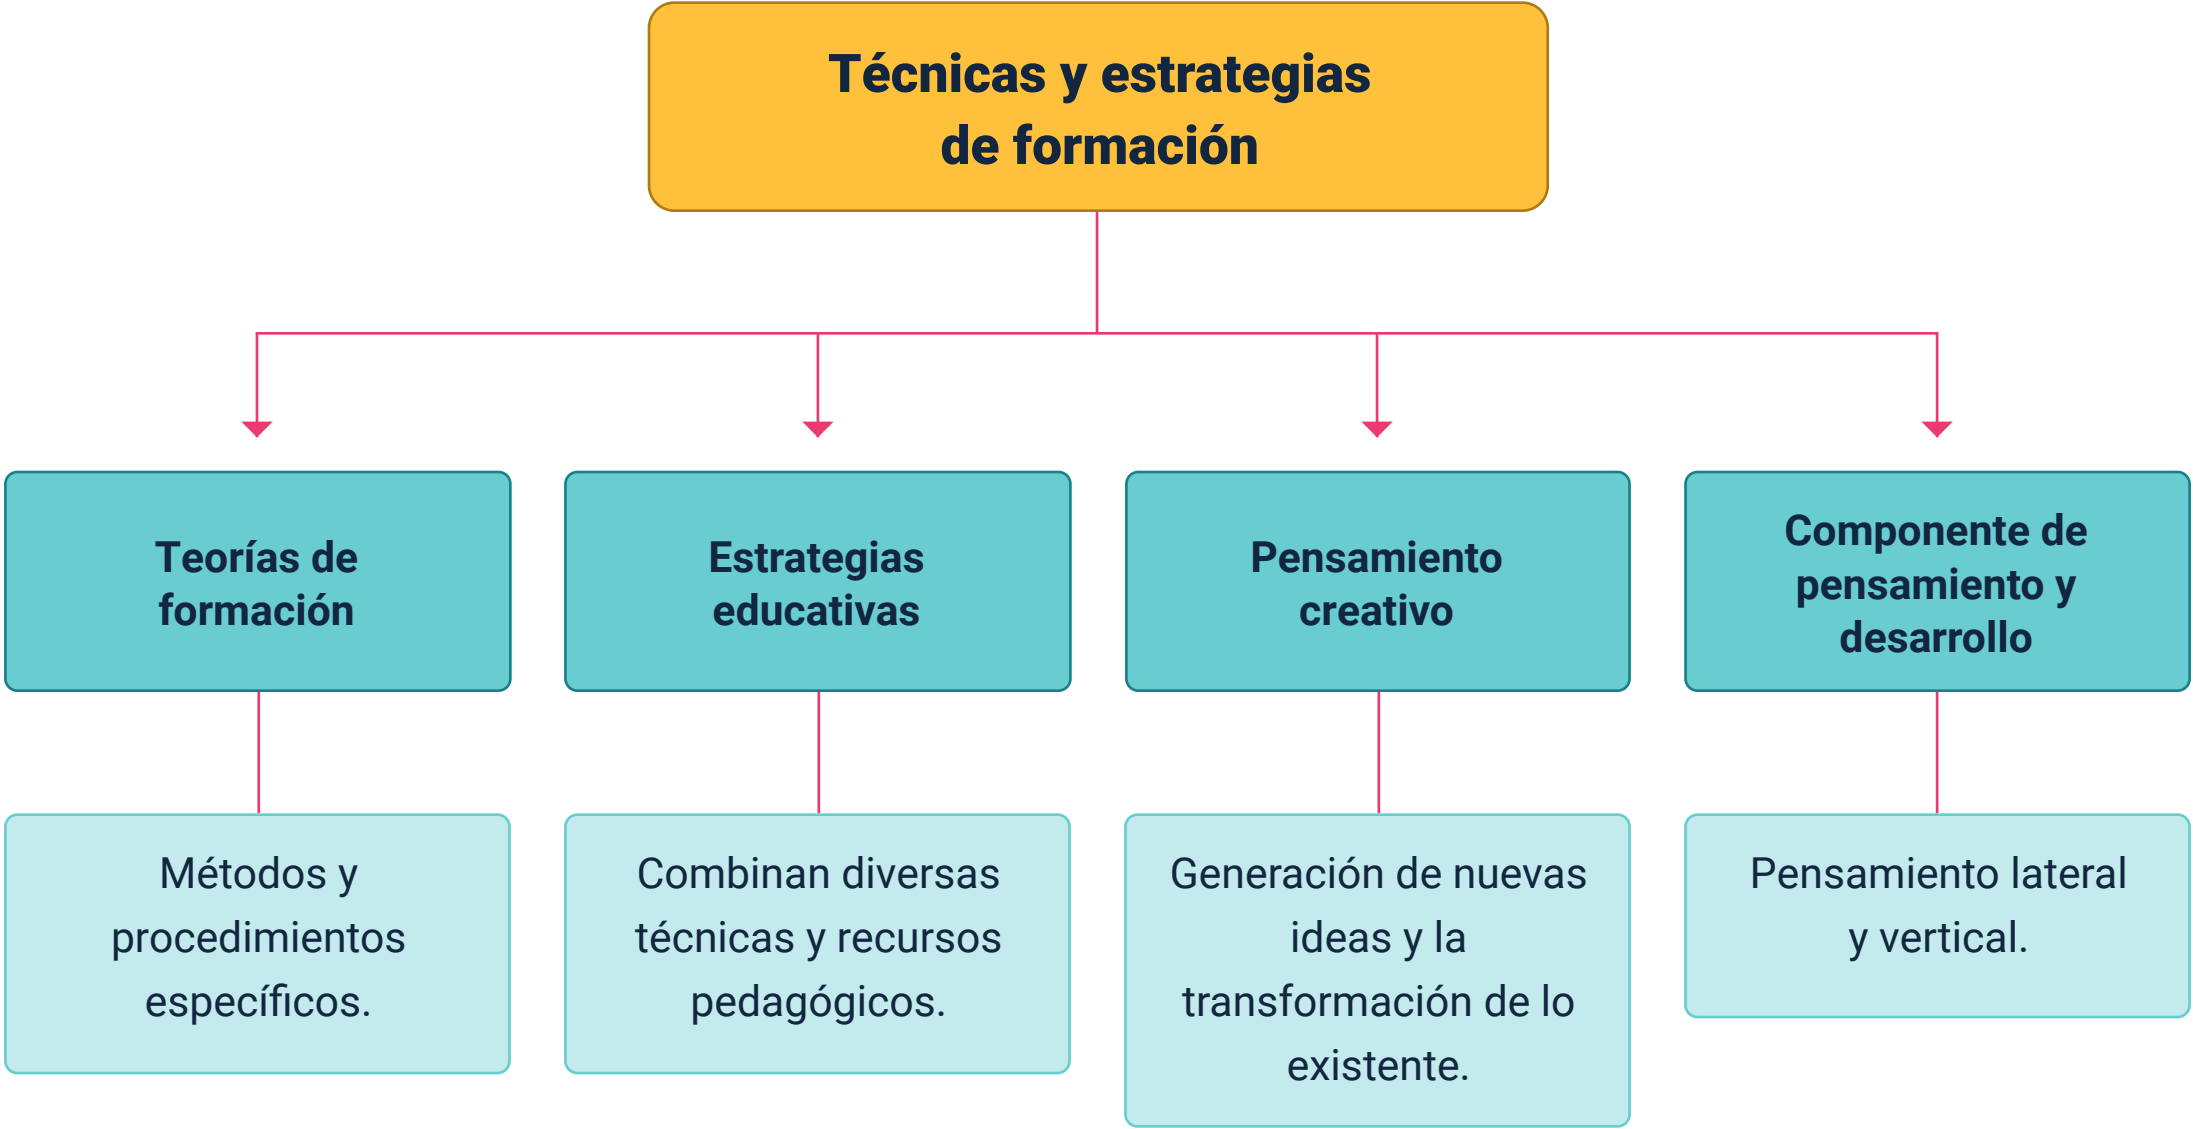 Técnicas y estrategias
de formación
Teorías de
formación
Estrategias
educativas
Pensamiento
creativo
Componente de
pensamiento y
desarrollo
Métodos y
procedimientos
específicos.
Combinan diversas
técnicas y recursos
pedagógicos.
Generación de nuevas
ideas y la
transformación de lo
existente.
Pensamiento lateral
y vertical.